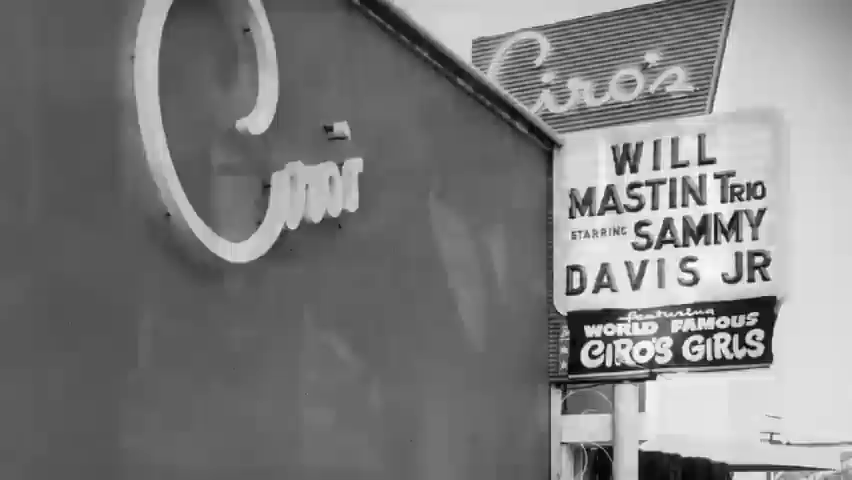 Ciro's
Ciro's
WILL
MASTIN TRIO
STARRING SAMMY
DAVIS JR
featuring
WORLD FAMOUS
CIRO'S GIRLS